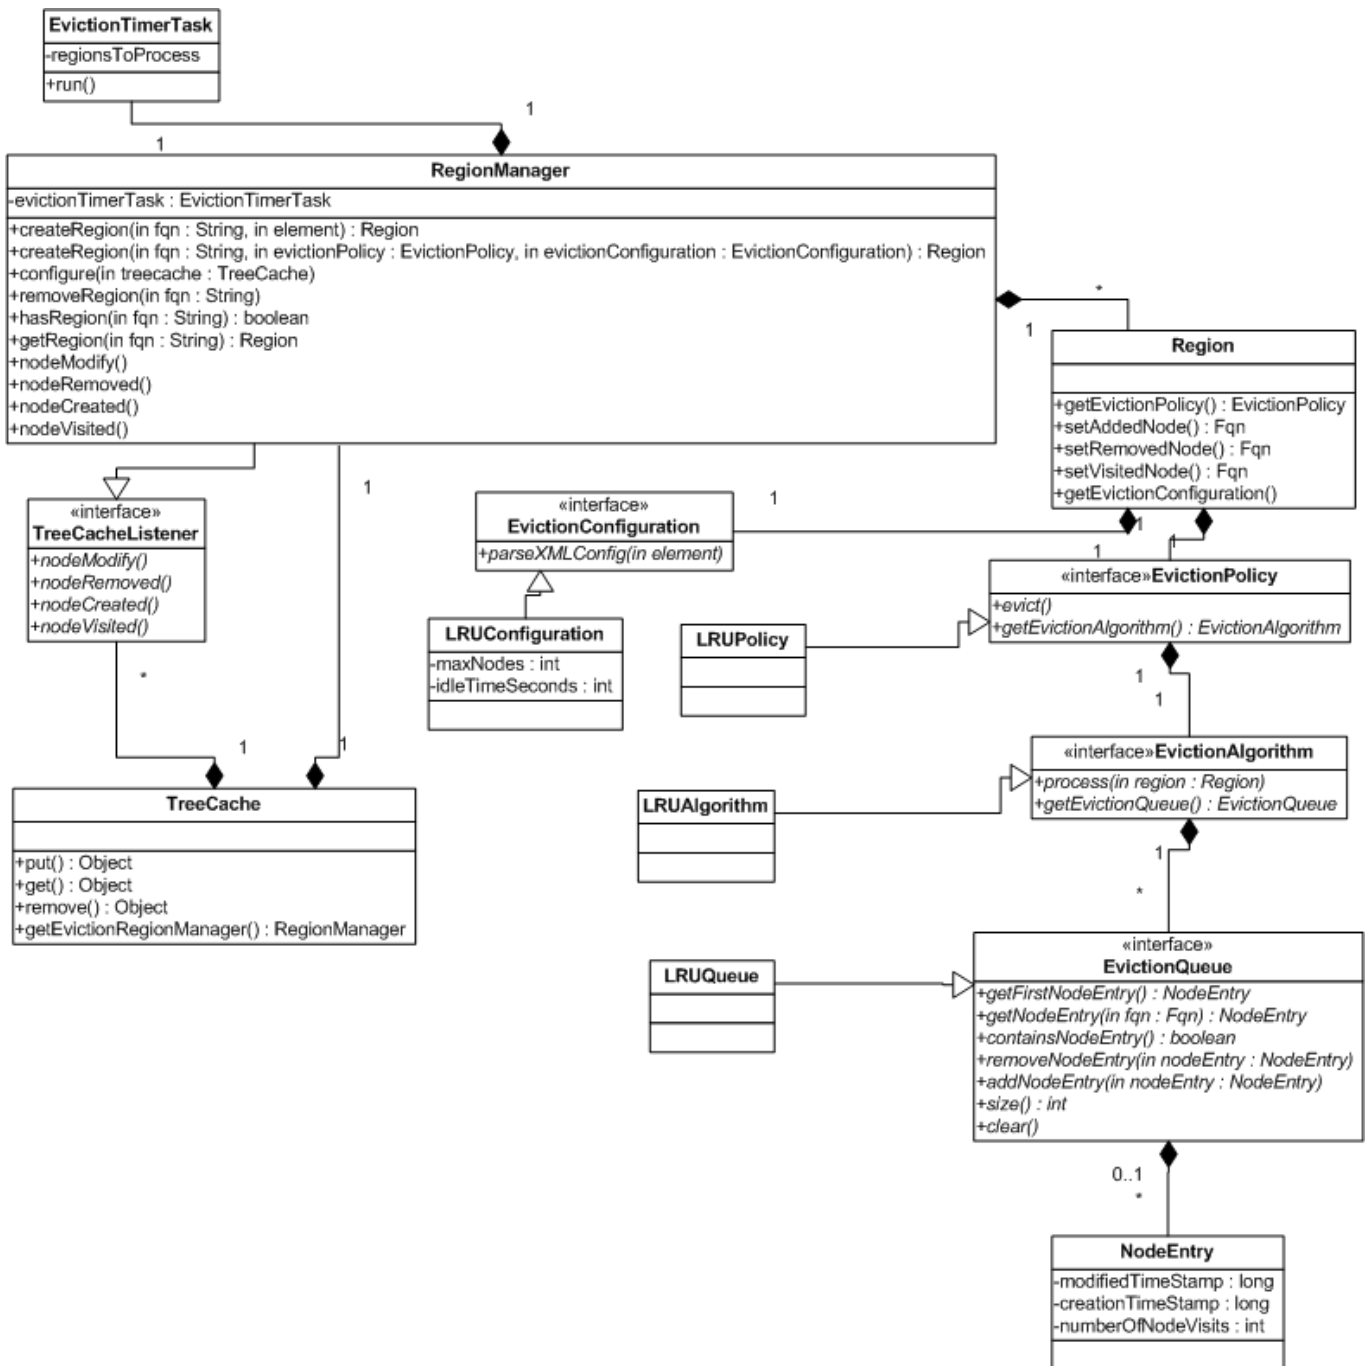 EvictionTimerTask
-regionsToProcess
+run()
1
1
RegionManager
-evictionTimerTask : EvictionTimerTask
+createRegion(in fqn : String, in element) : Region
+createRegion(in fqn : String, in evictionPolicy : EvictionPolicy, in evictionConfiguration : EvictionConfiguration) : Region
+configure(in treecache : TreeCache)
+removeRegion(in fqn : String)
+hasRegion(in fqn : String) : boolean
+getRegion(in fqn : String) : Region
+nodeModify()
+nodeRemoved()
+nodeCreated()
+nodeVisited()
*
1
Region
+getEvictionPolicy() : EvictionPolicy
+setAddedNode() : Fqn
+setRemovedNode() : Fqn
+setVisitedNode() : Fqn
+getEvictionConfiguration()
1
«interface»
TreeCacheListener
+nodeModify()
+nodeRemoved()
+nodeCreated()
+nodeVisited()
«interface»
EvictionConfiguration
+parseXMLConfig(in element)
1
1
1
1
«interface»EvictionPolicy
+evict()
+getEvictionAlgorithm() : EvictionAlgorithm
LRUConfiguration
-maxNodes : int
-idleTimeSeconds : int
LRUPolicy
*
1
1
1
1
«interface»EvictionAlgorithm
+process(in region : Region)
+getEvictionQueue() : EvictionQueue
TreeCache
+put() : Object
+get() : Object
+remove() : Object
+getEvictionRegionManager() : RegionManager
LRUAlgorithm
1
*
«interface»
EvictionQueue
+getFirstNodeEntry() : NodeEntry
+getNodeEntry(in fqn : Fqn) : NodeEntry
+containsNodeEntry() : boolean
+removeNodeEntry(in nodeEntry : NodeEntry)
+addNodeEntry(in nodeEntry : NodeEntry)
+size() : int
+clear()
LRUQueue
0..1
*
NodeEntry
-modifiedTimeStamp : long
-creationTimeStamp : long
-numberOfNodeVisits : int